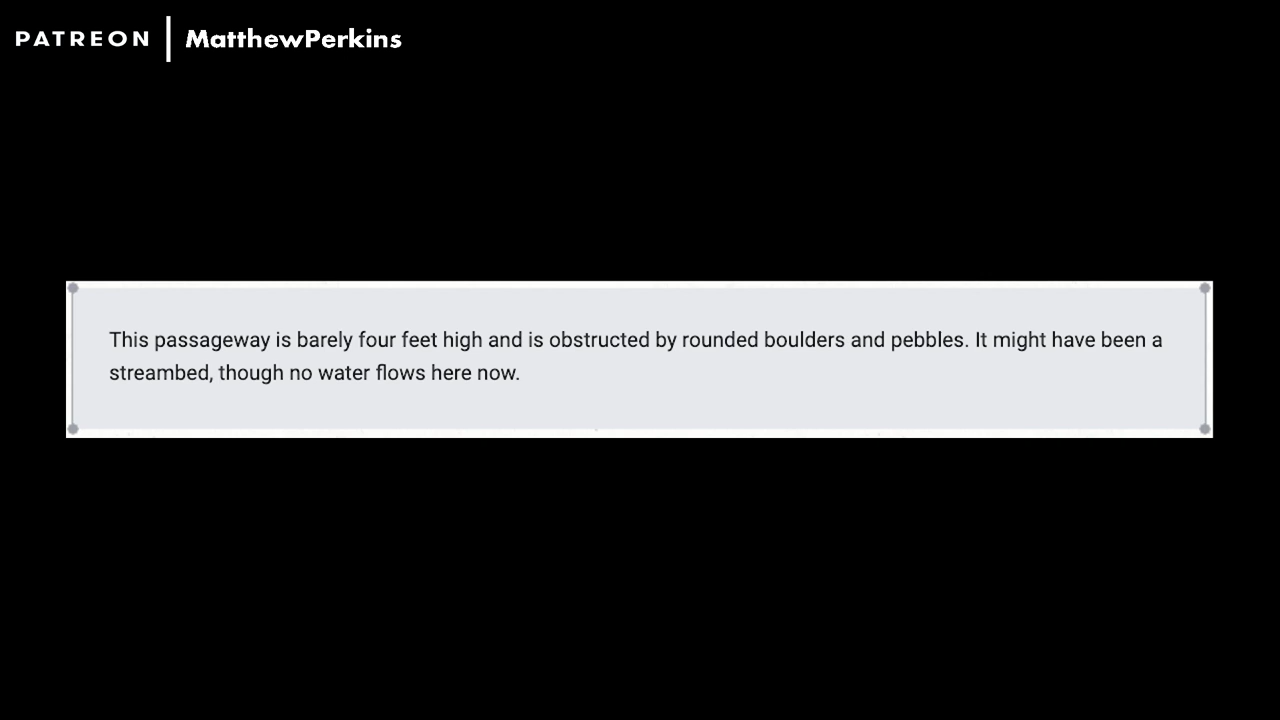 PATREON | MatthewPerkins
This passageway is barely four feet high and is obstructed by rounded boulders and pebbles. It might have been a
streambed, though no water flows here now.